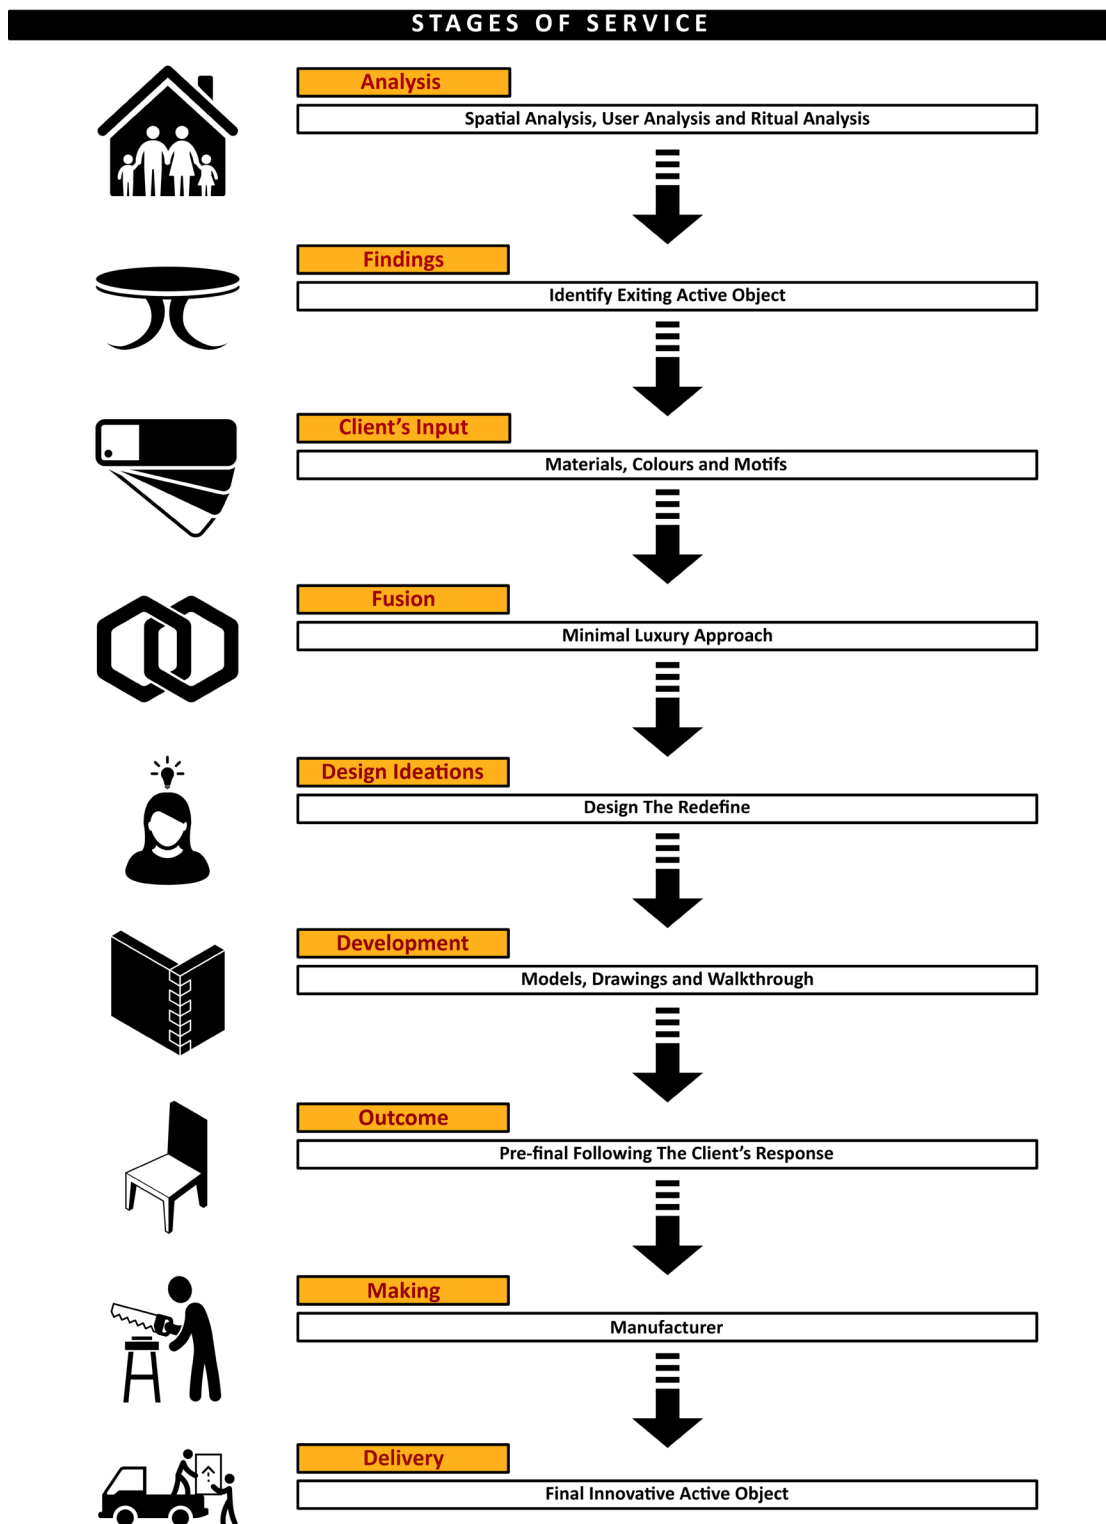 STAGES OF SERVICE
Analysis
Spatial Analysis, User Analysis and Ritual Analysis
Findings
Identify Exiting Active Object
Client’s Input
Materials, Colours and Motifs
Fusion
Minimal Luxury Approach
Design Ideations
Design The Redefine
Development
Models, Drawings and Walkthrough
Outcome
Pre-final Following The Client’s Response
Making
Manufacturer
Delivery
Final Innovative Active Object